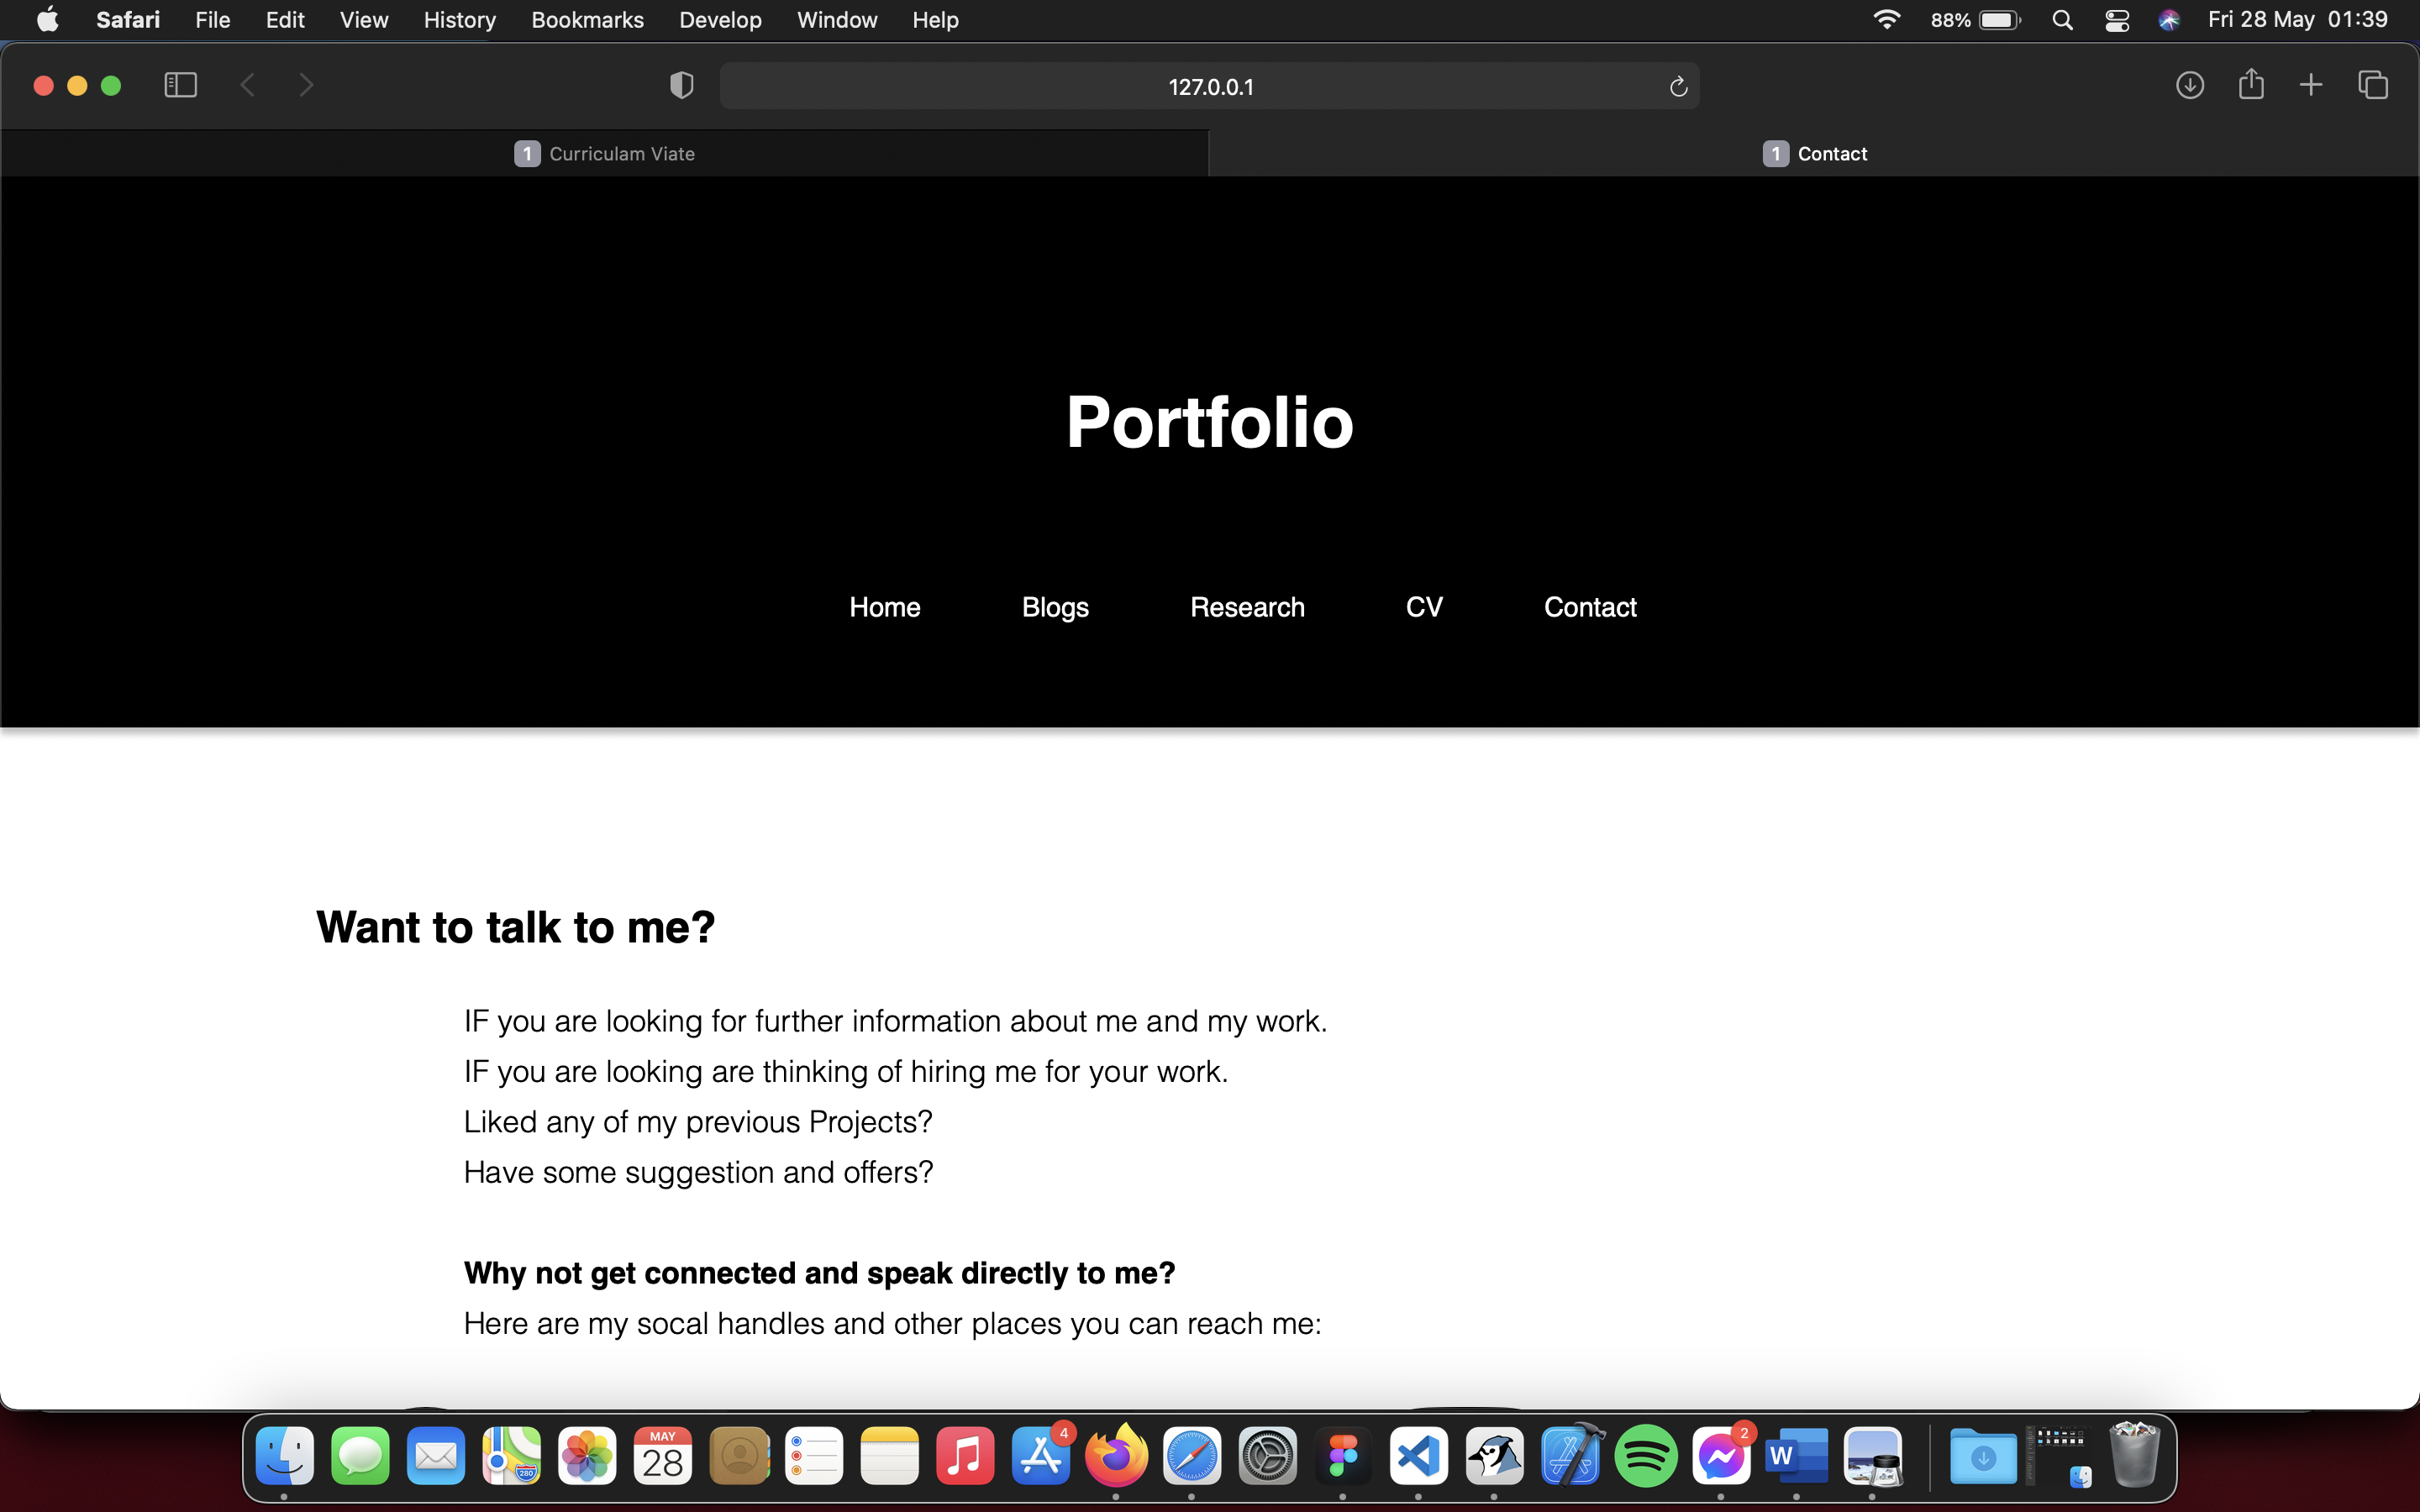 Safari File Edit View History Bookmarks Develop Window Help 88% Fri 28 May 01:39
127.0.0.1
1 Curriculam Viate 1 Contact
Portfolio
Home Blogs Research CV Contact
Want to talk to me?
IF you are looking for further information about me and my work.
IF you are looking are thinking of hiring me for your work.
Liked any of my previous Projects?
Have some suggestion and offers?
Why not get connected and speak directly to me?
Here are my socal handles and other places you can reach me:
280
MAY
28
4
2
W